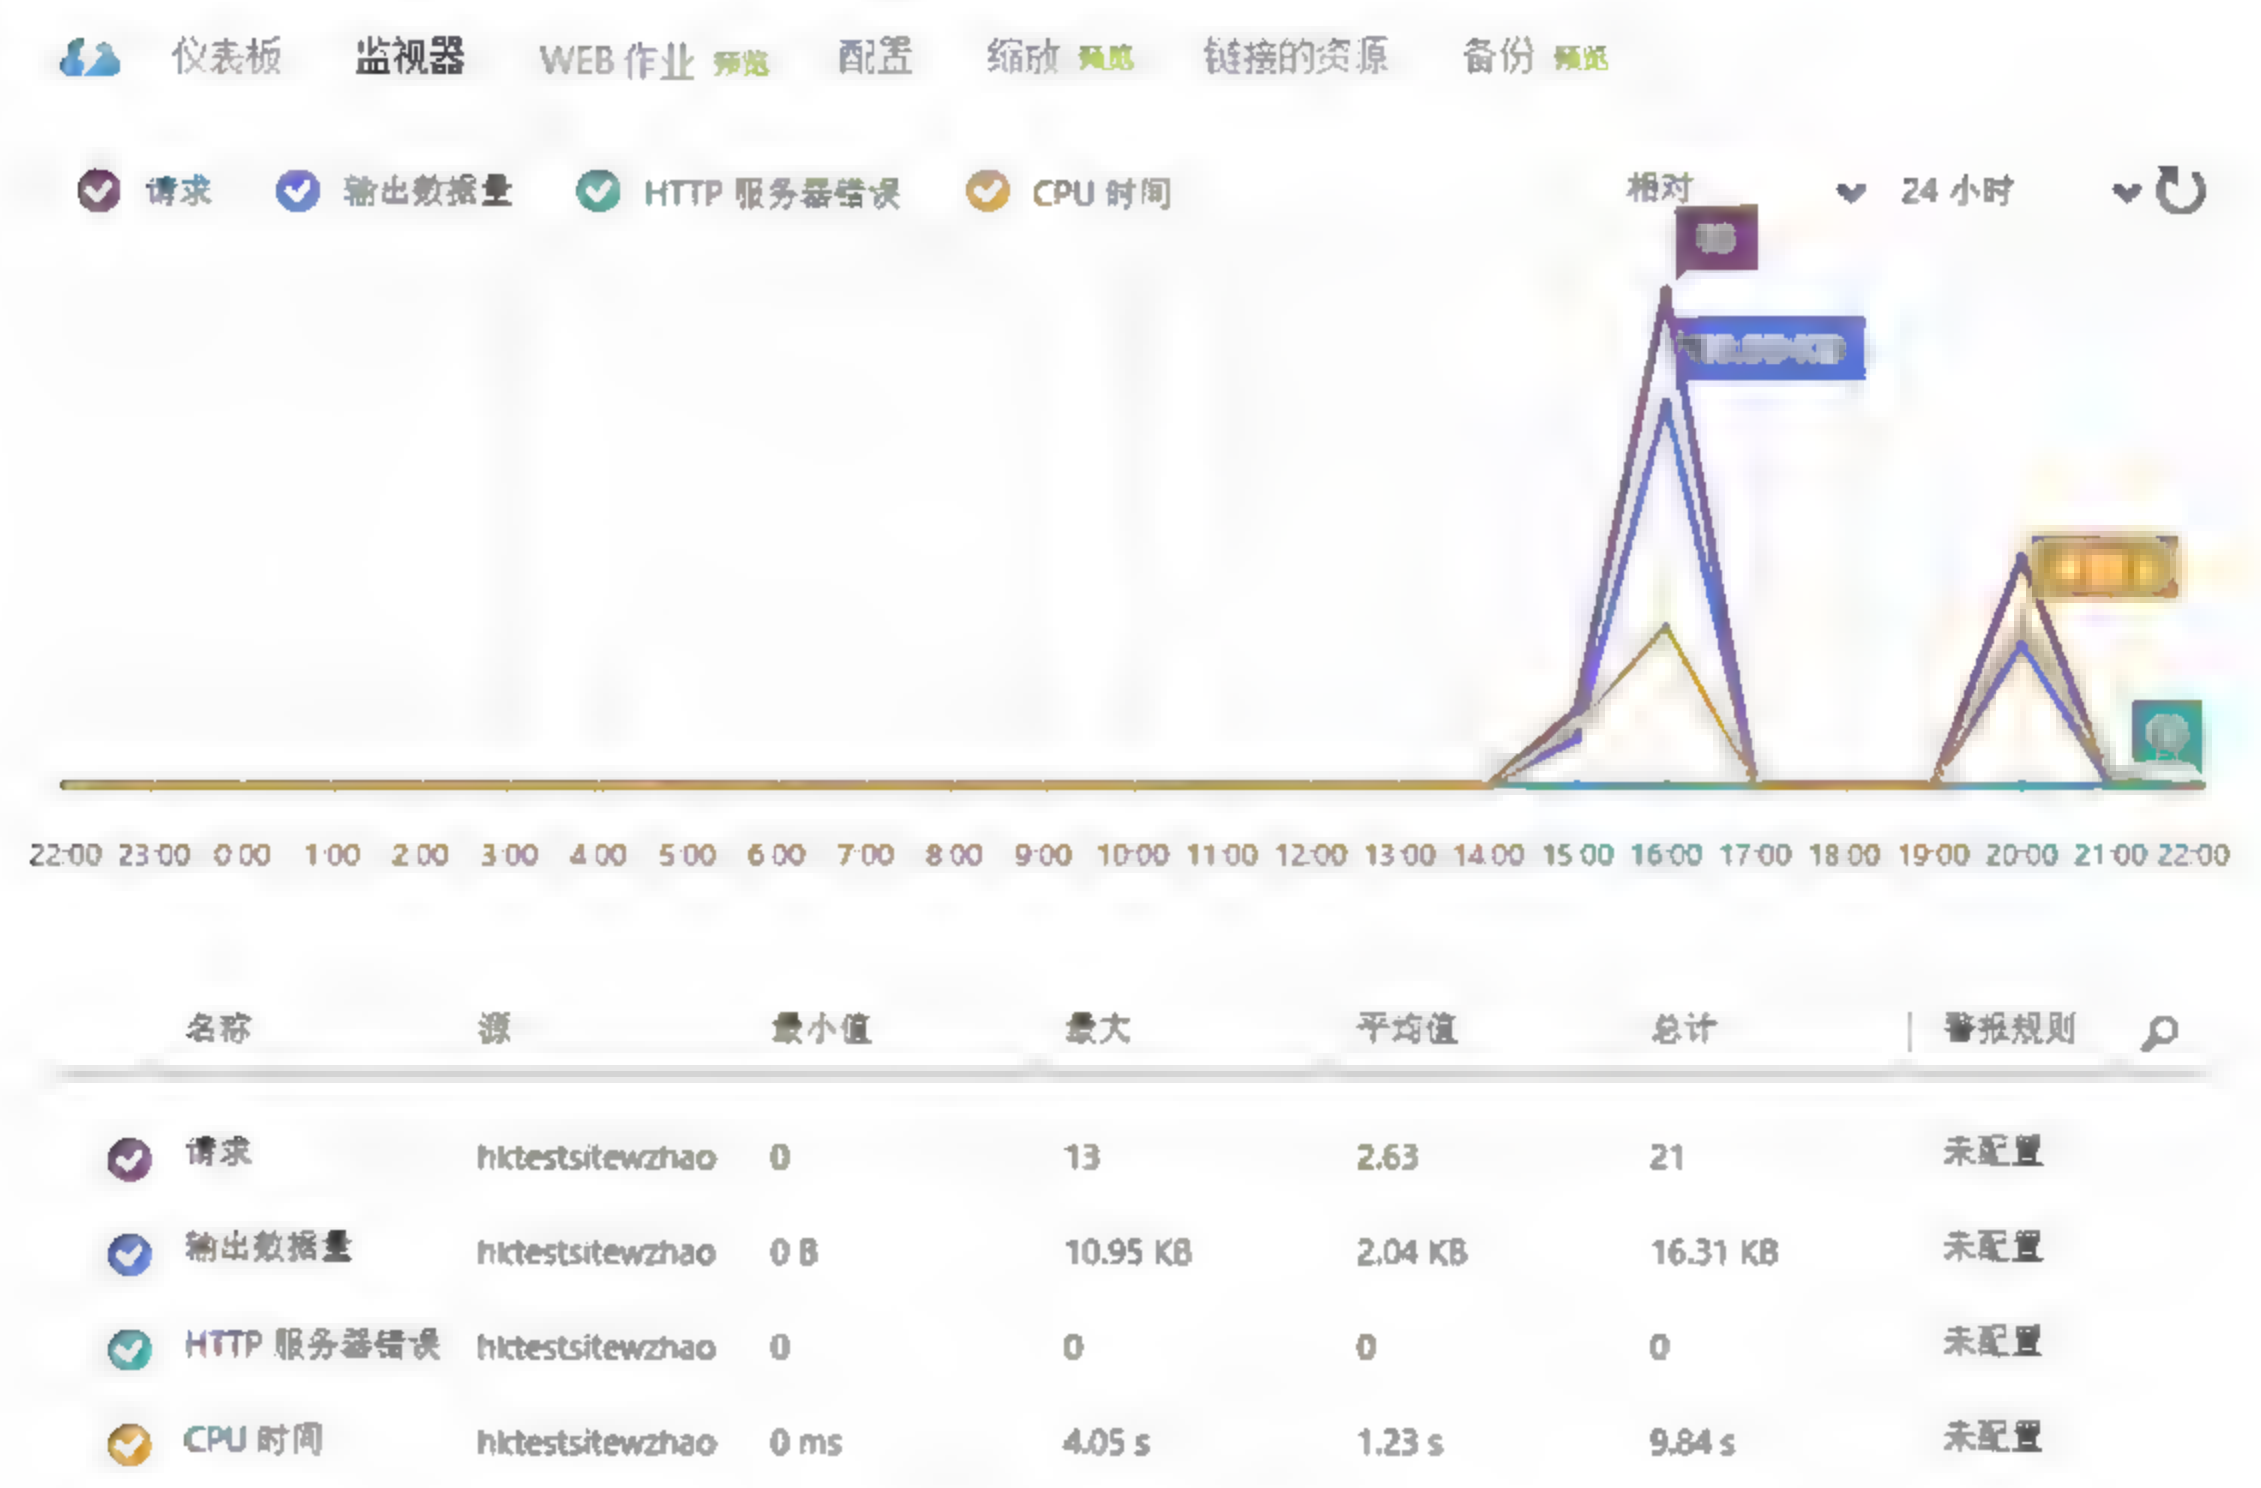 仪表板 监视器 WEB 作业 预览 配置 缩放 预览 链接的资源 备份 预览
请求 输出数据量 HTTP 服务器错误 CPU 时间 相对 24 小时
22:00 23:00 0:00 1:00 2:00 3:00 4:00 5:00 6:00 7:00 8:00 9:00 10:00 11:00 12:00 13:00 14:00 15:00 16:00 17:00 18:00 19:00 20:00 21:00 22:00
名称 源 最小值 最大 平均值 总计 警报规则
请求 hktestsitewzhao 0 13 2.63 21 未配置
输出数据量 hktestsitewzhao 0 B 10.95 KB 2.04 KB 16.31 KB 未配置
HTTP 服务器错误 hktestsitewzhao 0 0 0 0 未配置
CPU 时间 hktestsitewzhao 0 ms 4.05 s 1.23 s 9.84 s 未配置